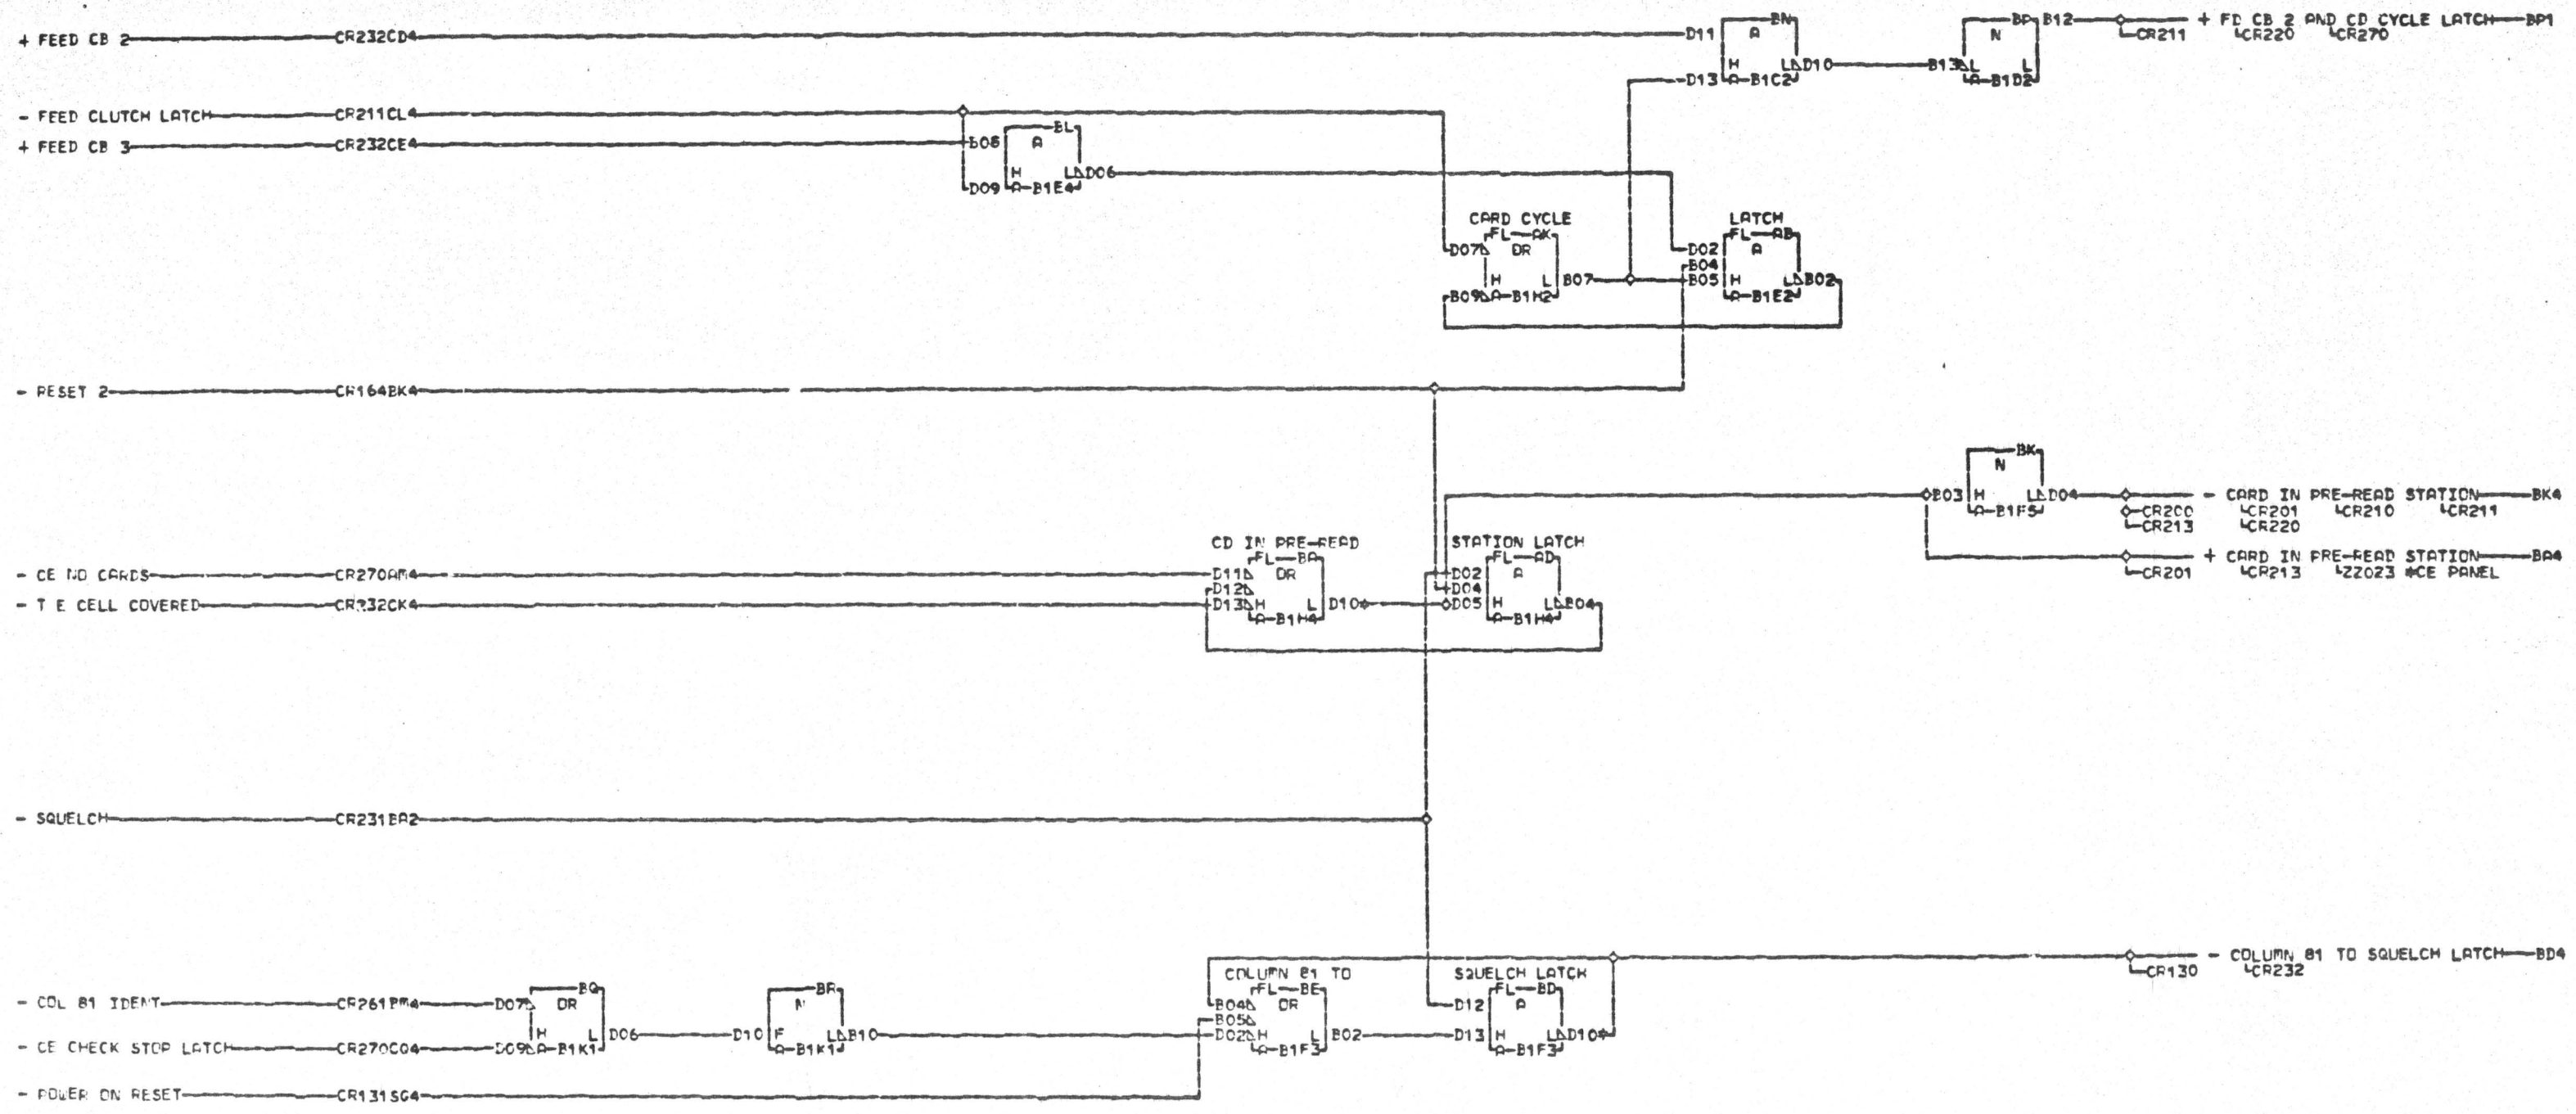 + FEED CB 2 CR232CD4 D11 BN A D13 H L D10 A-B1C2
B13 L BP N L B12 A-B1D2
+ FD CB 2 AND CD CYCLE LATCH BP1
CR211 CR220 CR270
- FEED CLUTCH LATCH CR211CL4
+ FEED CB 3 CR232CE4 B08 BL A
D09 H L D06 A-B1E4
CARD CYCLE LATCH
D07 FL AK OR
B09 H L B07 A-B1H2
D02 FL AB A
B04
B05 H L B02 A-B1E2
- RESET 2 CR164BK4
B03 BK N H L D04 A-B1F5
- CARD IN PRE-READ STATION BK4
CR200 CR201 CR210 CR211
CR213 CR220
+ CARD IN PRE-READ STATION BA4
CR201 CR213 ZZ023 *CE PANEL
CD IN PRE-READ STATION LATCH
- CE NO CARDS CR270AM4 D11 FL BA OR
D12
- T E CELL COVERED CR232CK4 D13 H L D10 A-B1H4
D02 FL AD A
D04
D05 H L B04 A-B1H4
- SQUELCH CR231BA2
- COLUMN 81 TO SQUELCH LATCH BD4
CR130 CR232
COLUMN 81 TO SQUELCH LATCH
- COL 81 IDENT D07 BQ OR
- CE CHECK STOP LATCH D09 H L D06 A-B1K1
D10 BR N F L B10 A-B1K1
B04 FL BE OR
B05
D02 H L B02 A-B1F3
D12 FL BD A
D13 H L D10 A-B1F3
- POWER ON RESET CR131SG4